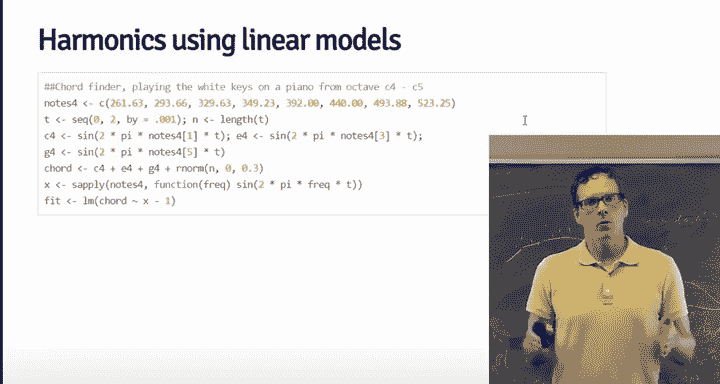 Harmonics using linear models
##Chord finder, playing the white keys on a piano from octave c4 - c5
notes4 <- c(261.63, 293.66, 329.63, 349.23, 392.00, 440.00, 493.88, 523.25)
t <- seq(0, 2, by = .001); n <- length(t)
c4 <- sin(2 * pi * notes4[1] * t); e4 <- sin(2 * pi * notes4[3] * t);
g4 <- sin(2 * pi * notes4[5] * t)
chord <- c4 + e4 + g4 + rnorm(n, 0, 0.3)
x <- sapply(notes4, function(freq) sin(2 * pi * freq * t))
fit <- lm(chord ~ x - 1)